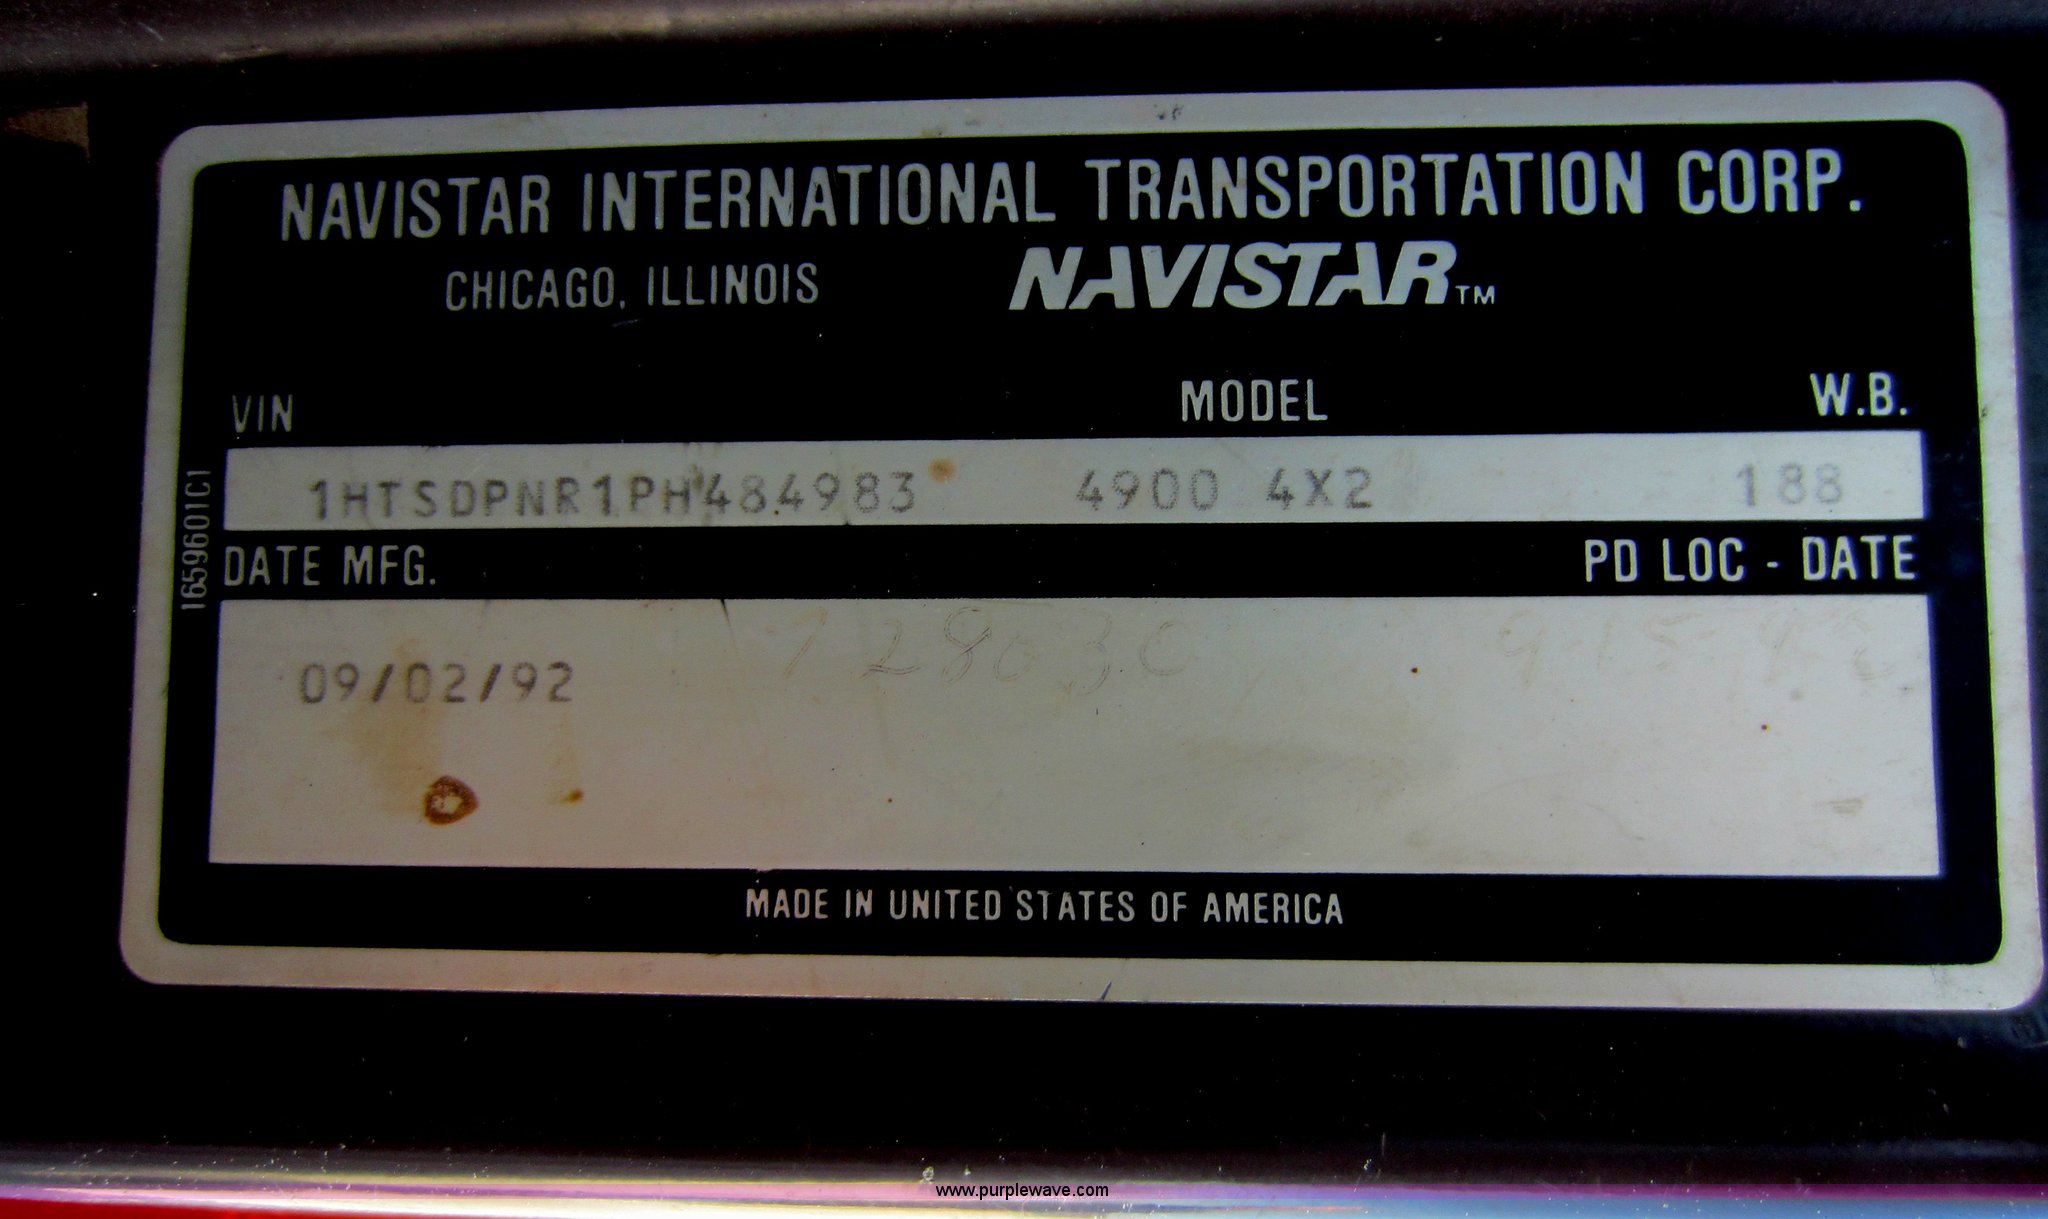 NAVISTAR INTERNATIONAL TRANSPORTATION CORP.
CHICAGO, ILLINOIS NAVISTAR™
VIN MODEL W.B.
1HTSDPNR1PH484983 4900 4X2 188
1659601C1
DATE MFG. PD LOC - DATE
09/02/92
MADE IN UNITED STATES OF AMERICA
www.purplewave.com